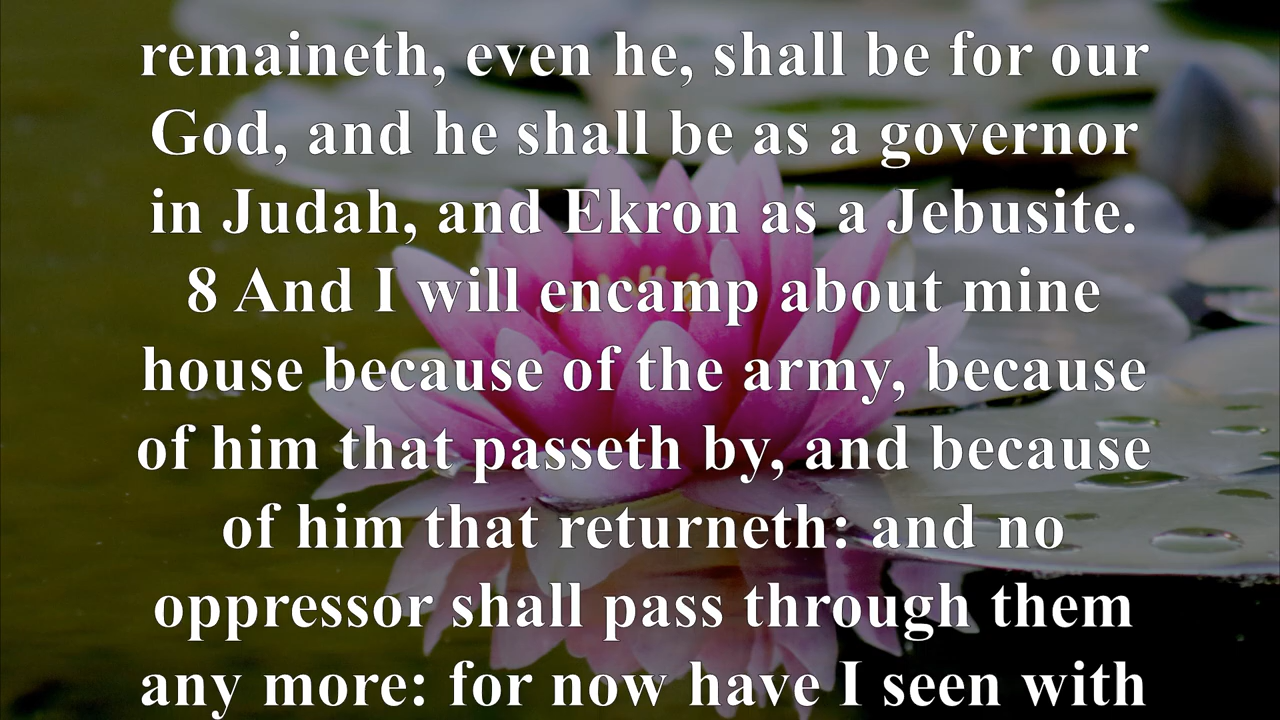 remaineth, even he, shall be for our
God, and he shall be as a governor
in Judah, and Ekron as a Jebusite.
8 And I will encamp about mine
house because of the army, because
of him that passeth by, and because
of him that returneth: and no
oppressor shall pass through them
any more: for now have I seen with